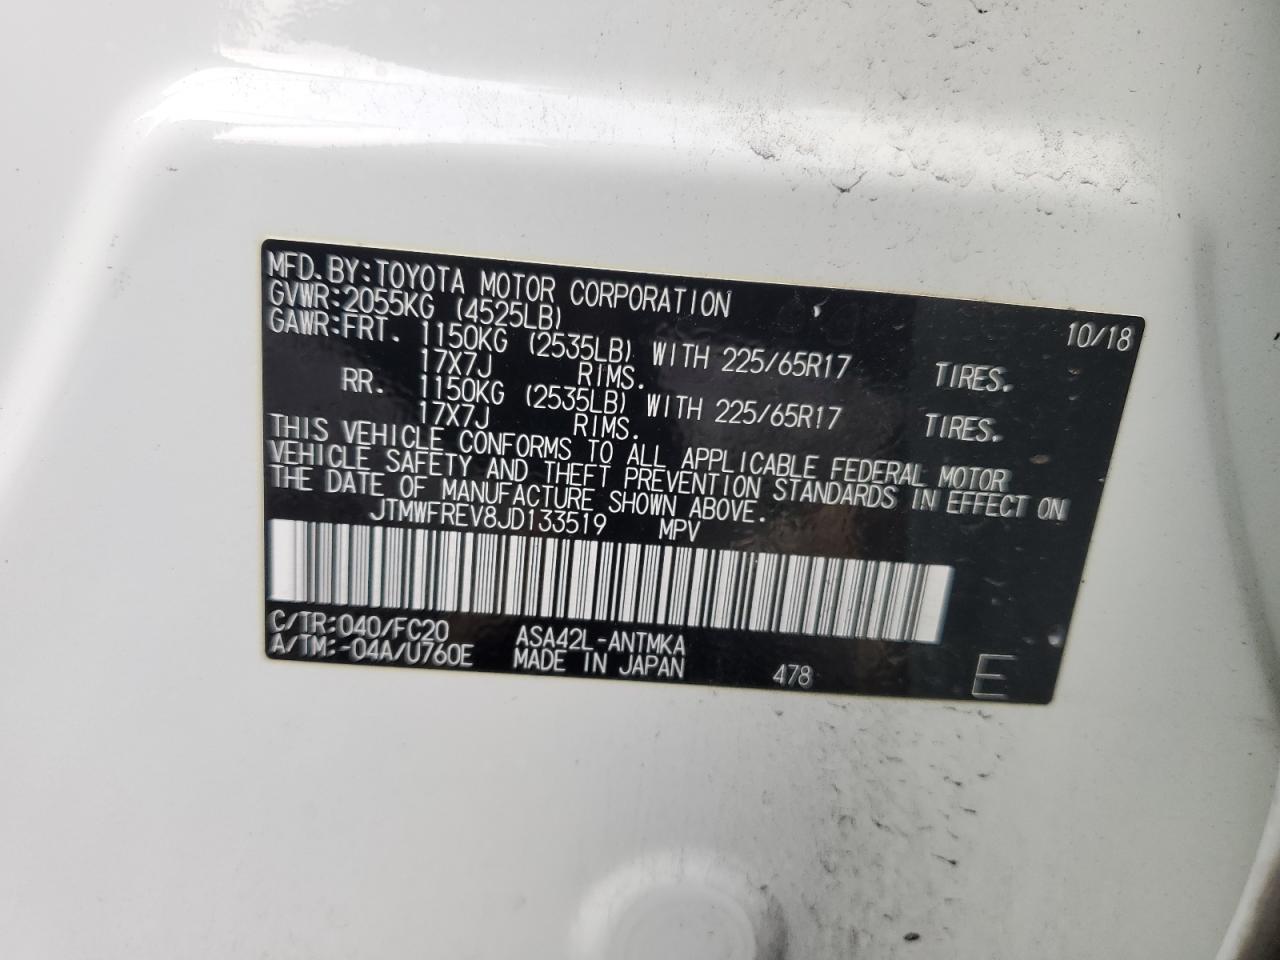 MFD. BY: TOYOTA MOTOR CORPORATION 10/18
GVWR: 2055KG (4525LB)
GAWR: FRT. 1150KG (2535LB) WITH 225/65R17 TIRES.
17X7J RIMS.
RR. 1150KG (2535LB) WITH 225/65R17 TIRES.
17X7J RIMS.
THIS VEHICLE CONFORMS TO ALL APPLICABLE FEDERAL MOTOR
VEHICLE SAFETY AND THEFT PREVENTION STANDARDS IN EFFECT ON
THE DATE OF MANUFACTURE SHOWN ABOVE.
JTMWFREV8JD133519 MPV
C/TR: 040/FC20 ASA42L-ANTMKA
A/TM: -04A/U760E MADE IN JAPAN 478 E